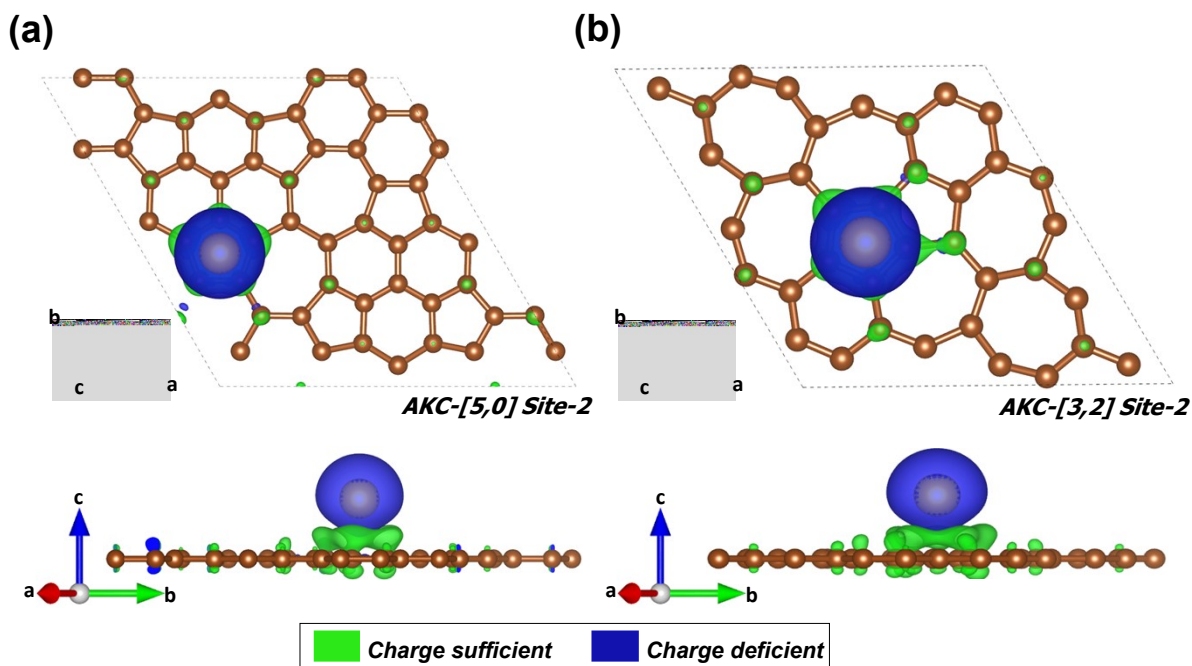 (a)
(b)
b
c
a
AKC-[5,0] Site-2
b
c
a
AKC-[3,2] Site-2
c
a
b
c
a
b
Charge sufficient
Charge deficient